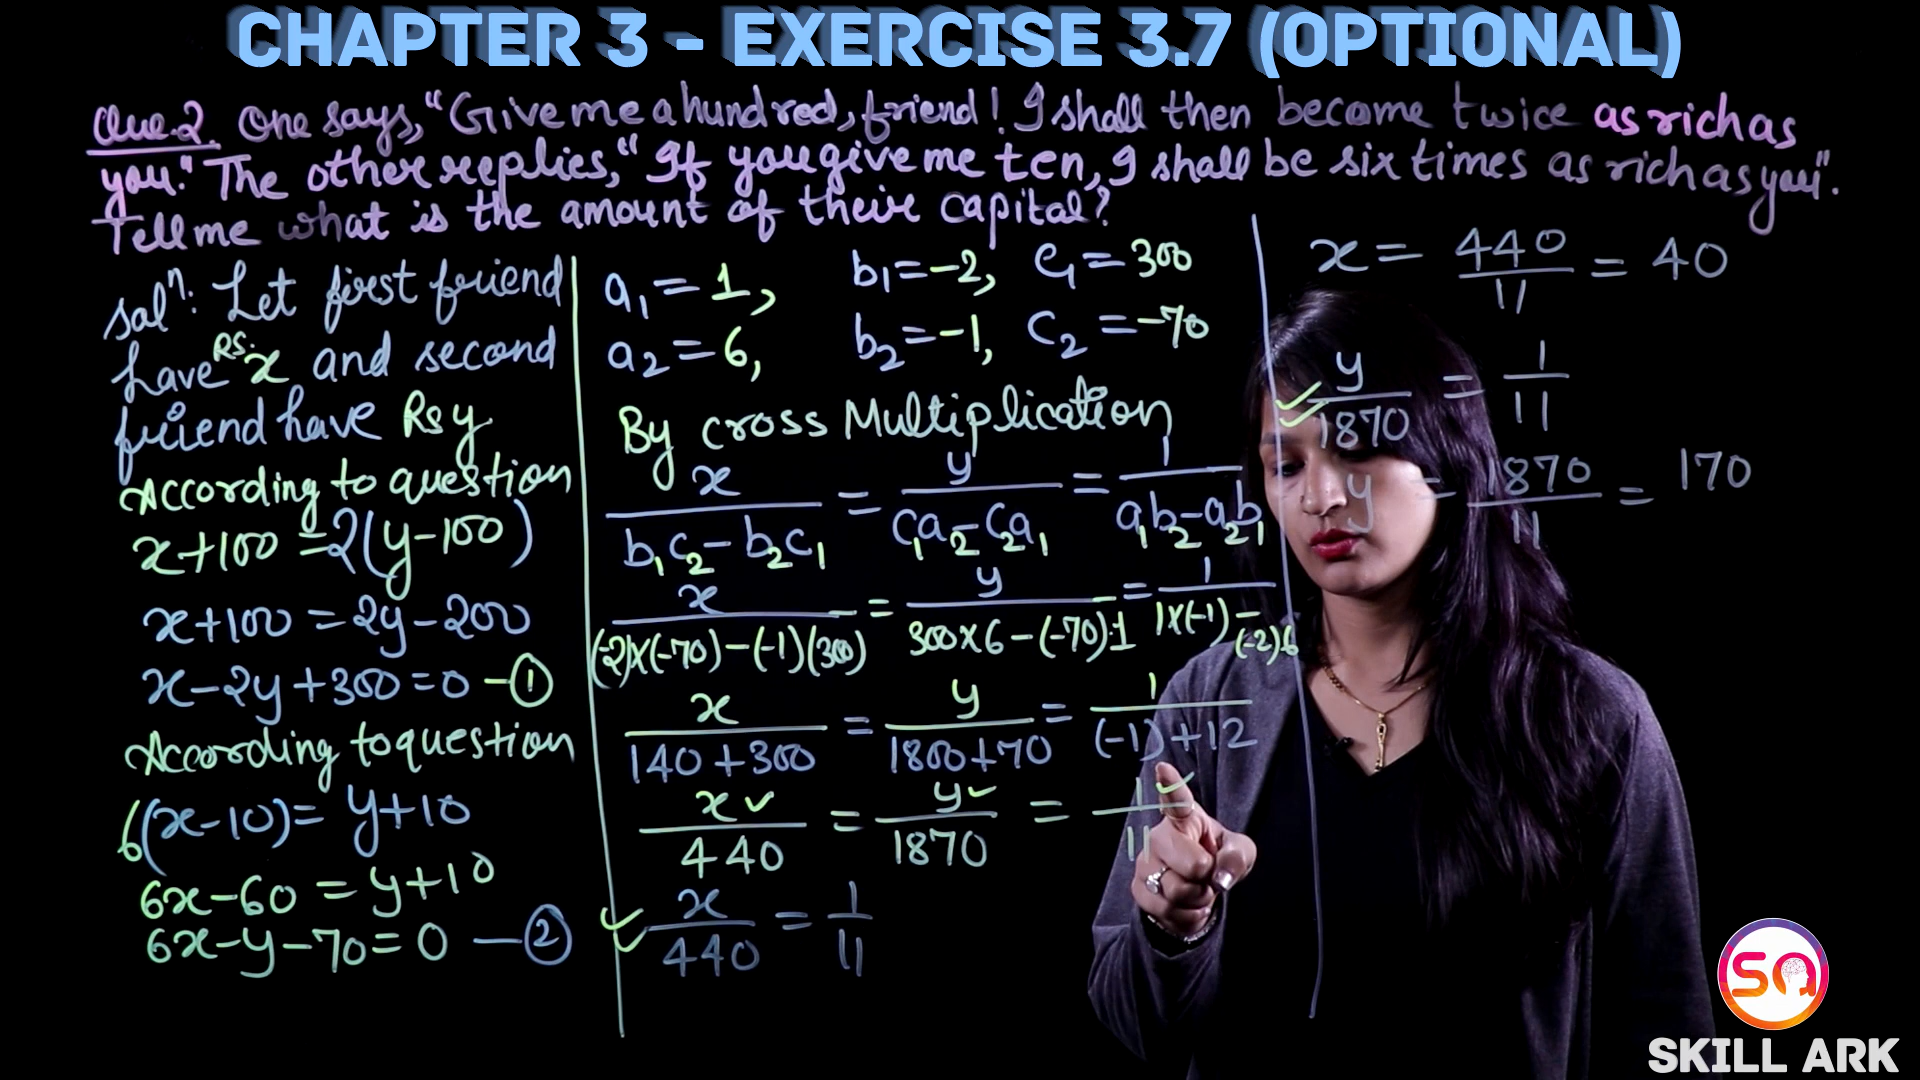 CHAPTER 3 - EXERCISE 3.7 (OPTIONAL)
Que.2. One says, "Give me a hundred, friend! I shall then become twice as rich as
you." The other replies, "If you give me ten, I shall be six times as rich as you".
Tell me what is the amount of their capital?
solⁿ: Let first friend
have Rs. x and second
friend have Rs y
According to question
x+100 = 2(y-100)
x+100 = 2y-200
x-2y+300=0 -①
According to question
6(x-10)= y+10
6x-60 = y+10
6x-y-70=0 -②
a₁=1, b₁=-2, c₁=300
a₂=6, b₂=-1, c₂=-70
By cross Multiplication
x/(b₁c₂-b₂c₁) = y/(c₁a₂-c₂a₁) = 1/(a₁b₂-a₂b₁)
x/((-2)×(-70)-(-1)(300)) = y/(300×6-(-70)·1) = 1/(1×(-1)-(-2)6)
x/(140+300) = y/(1800+70) = 1/((-1)+12)
x✓/440 = y✓/1870 = 1✓/11
x/440 = 1/11
x = 440/11 = 40
y/1870 = 1/11
y = 1870/11 = 170
SA
SKILL ARK